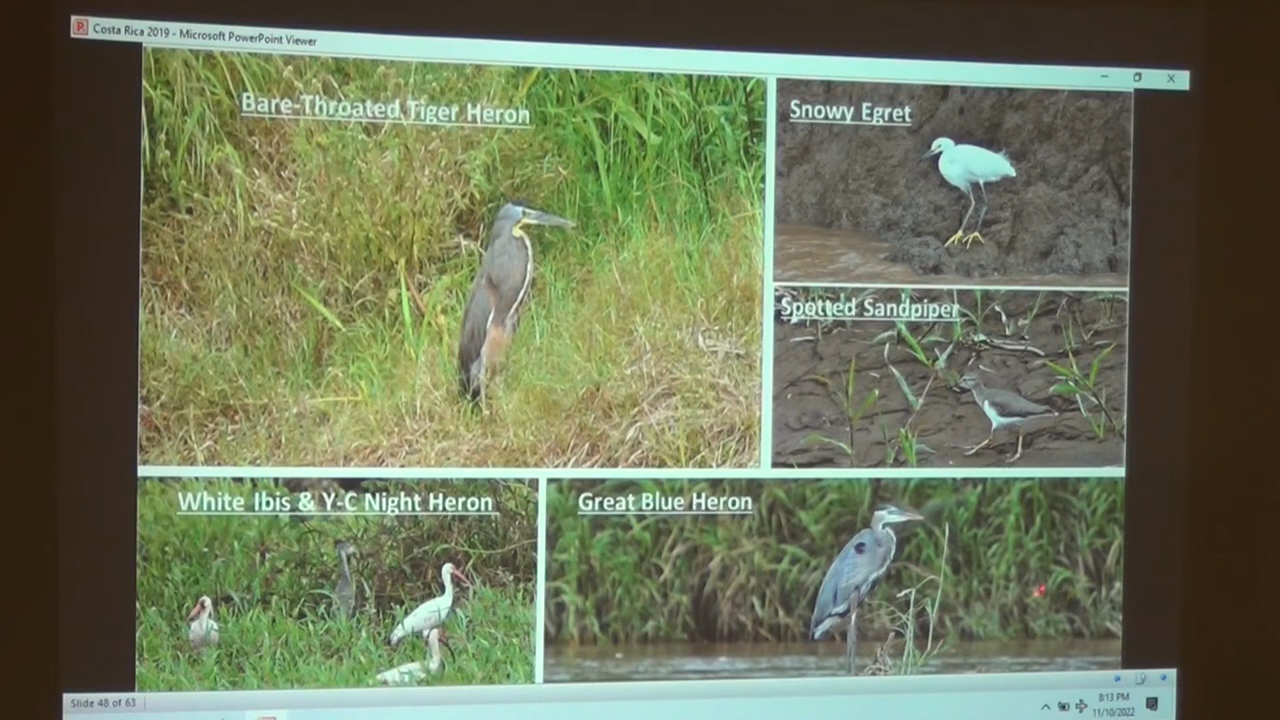 Costa Rica 2019 - Microsoft PowerPoint Viewer
Bare-Throated Tiger Heron
Snowy Egret
Spotted Sandpiper
White Ibis & Y-C Night Heron
Great Blue Heron
Slide 48 of 63
8:13 PM
11/10/2022